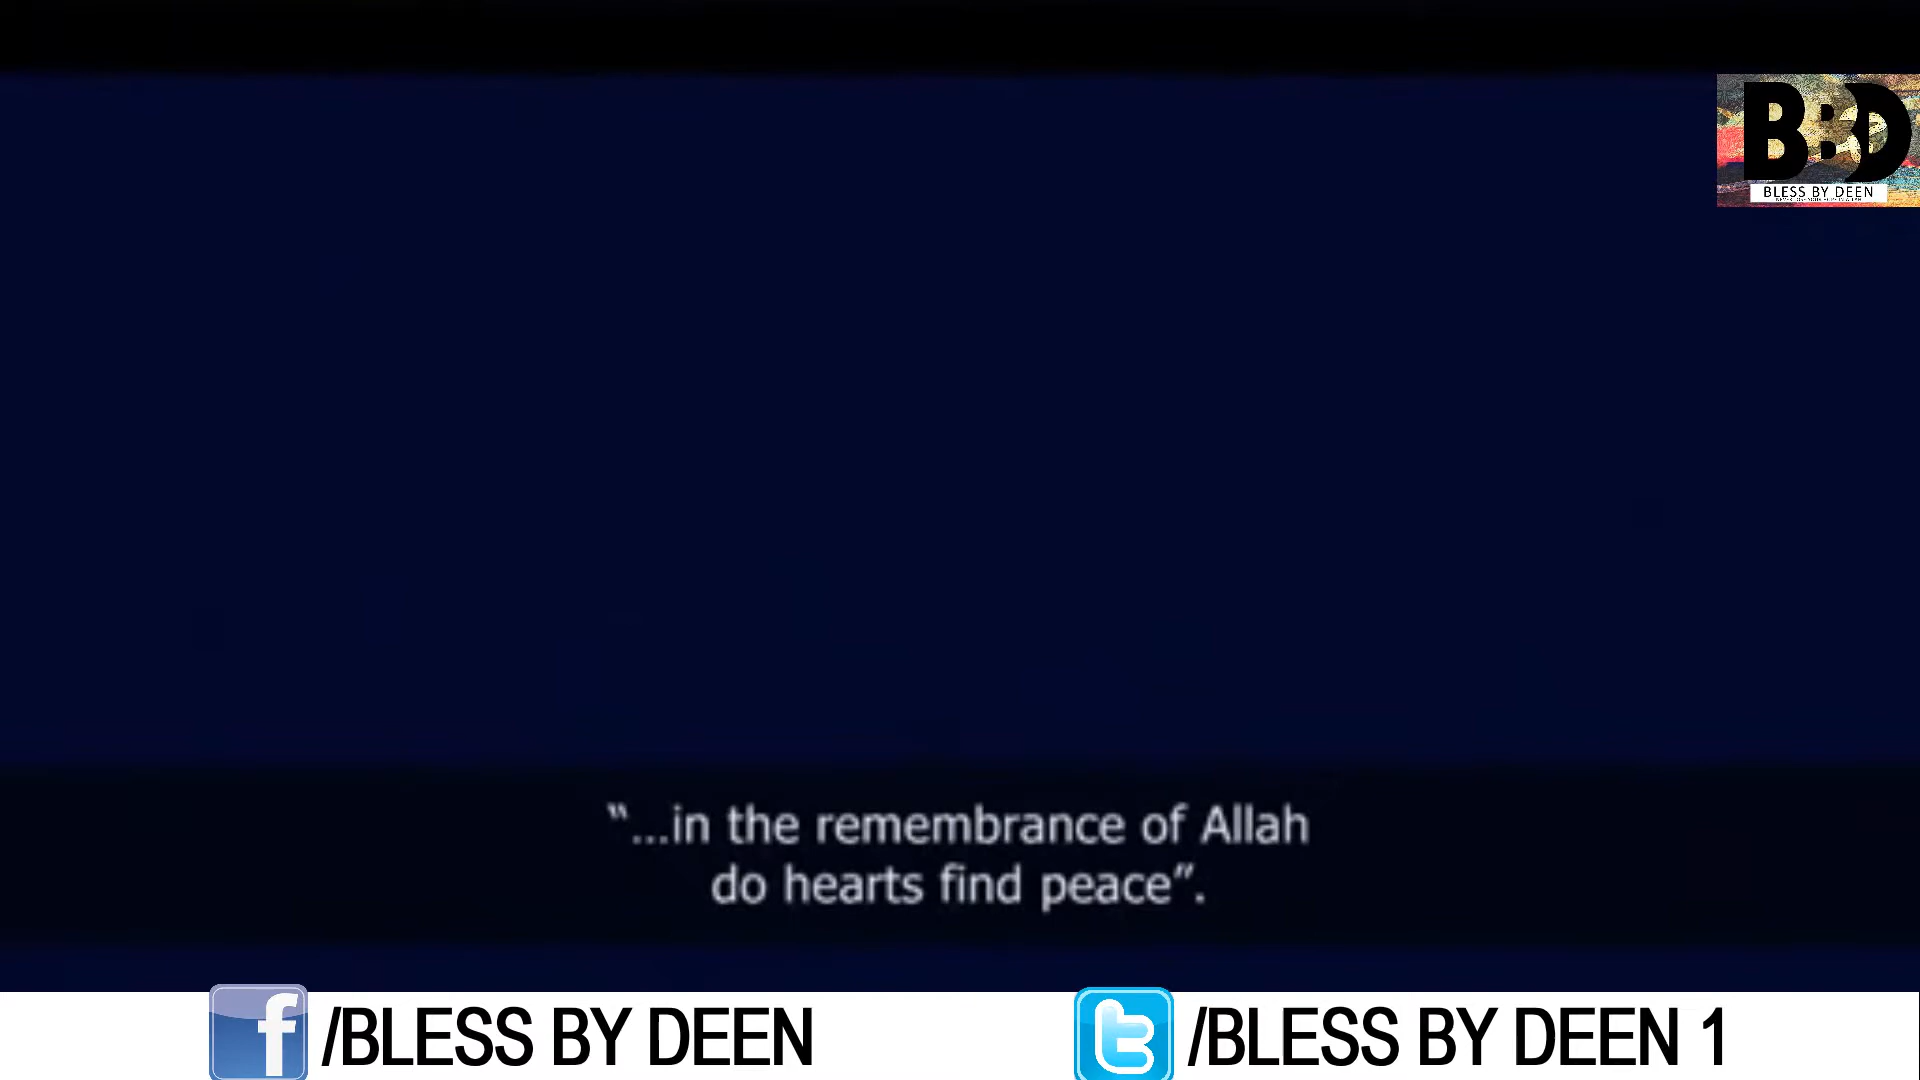 BBD
BLESS BY DEEN
"...in the remembrance of Allah
do hearts find peace".
/BLESS BY DEEN
/BLESS BY DEEN 1